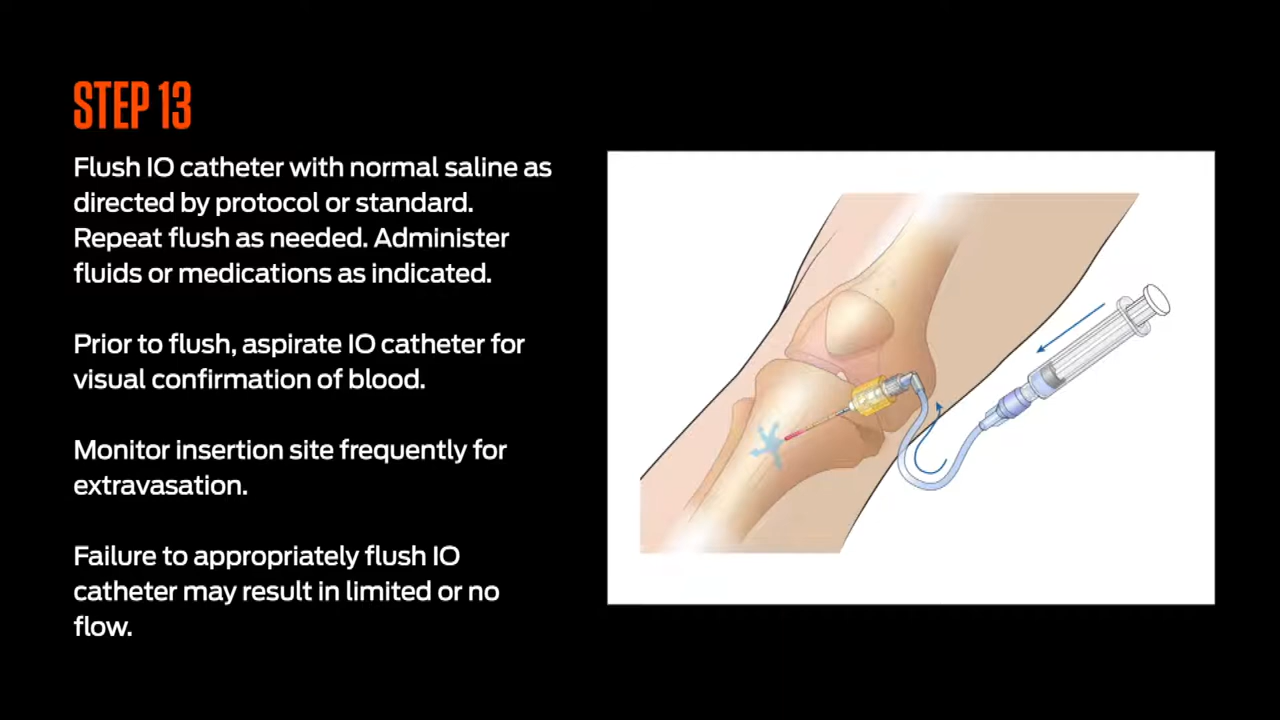 STEP 13
Flush IO catheter with normal saline as
directed by protocol or standard.
Repeat flush as needed. Administer
fluids or medications as indicated.
Prior to flush, aspirate IO catheter for
visual confirmation of blood.
Monitor insertion site frequently for
extravasation.
Failure to appropriately flush IO
catheter may result in limited or no
flow.